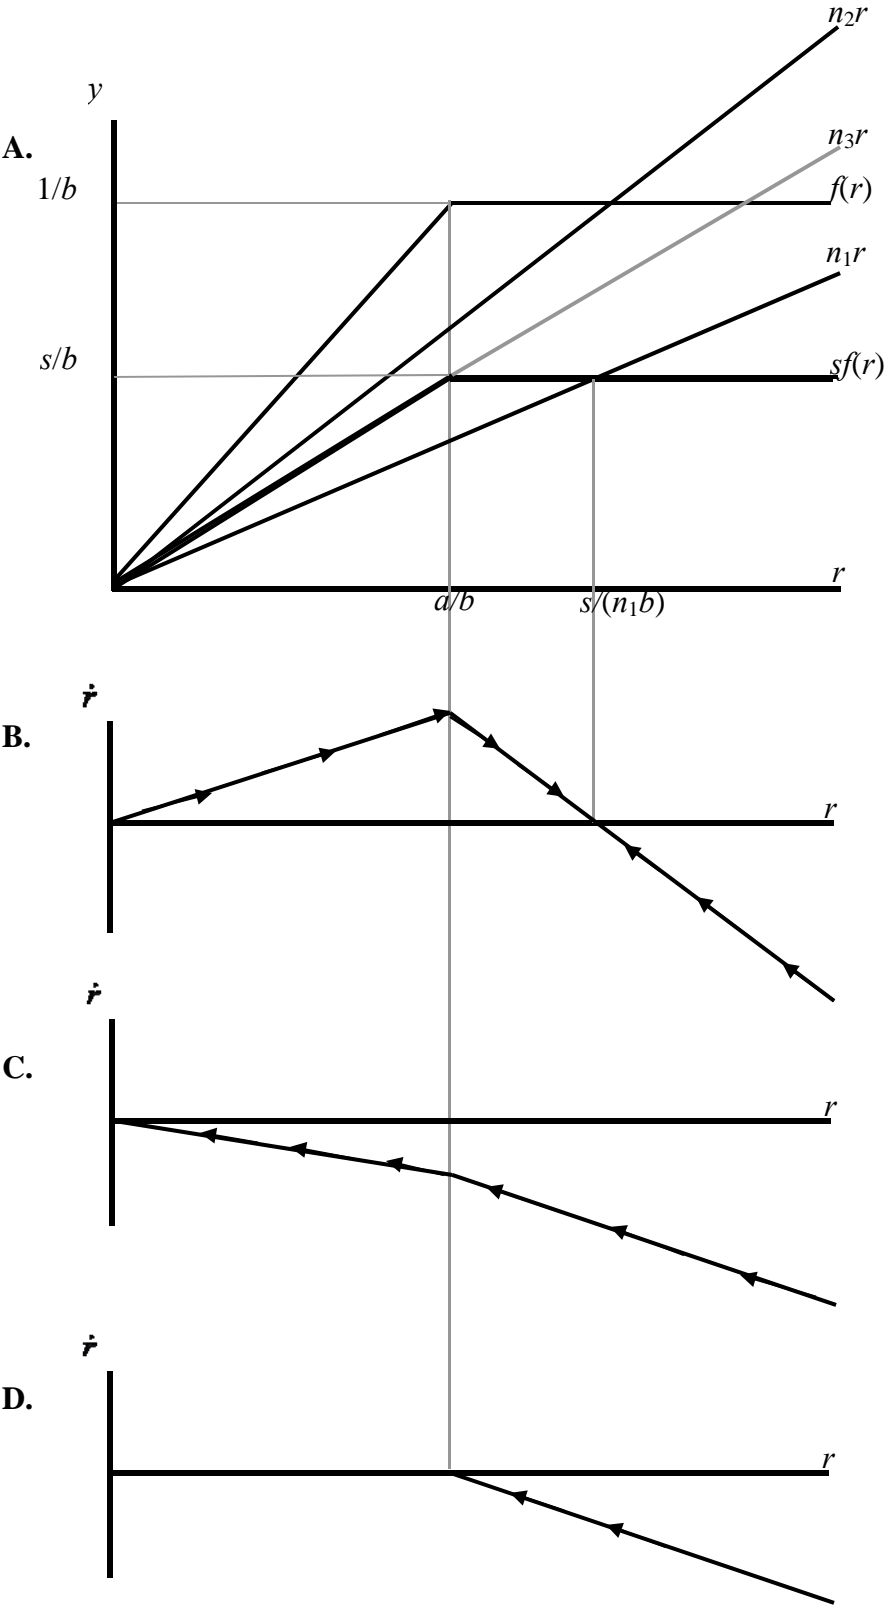 n₂r
y
A.
n₃r
1/b
f(r)
n₁r
s/b
sf(r)
r
a/b
s/(n₁b)
ṙ
B.
r
ṙ
C.
r
ṙ
D.
r